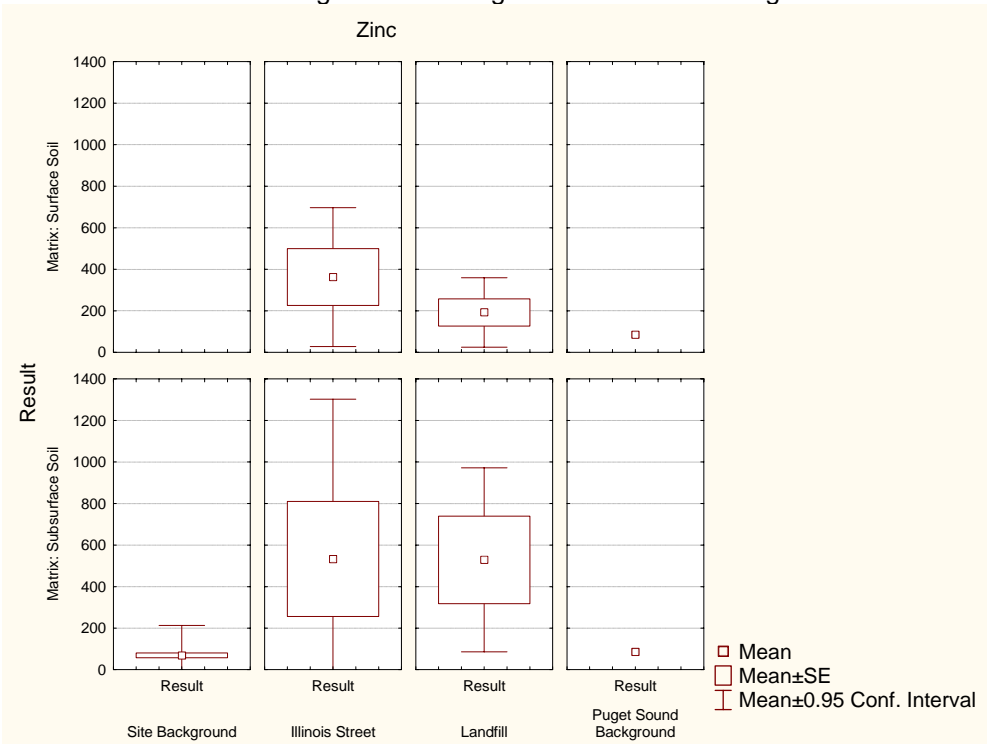 Zinc
Matrix: Surface Soil
1400
1200
1000
800
600
400
200
0
Result
Matrix: Subsurface Soil
1400
1200
1000
800
600
400
200
0
Result
Result
Result
Result
Site Background
Illinois Street
Landfill
Puget Sound
Background
Mean
Mean±SE
Mean±0.95 Conf. Interval